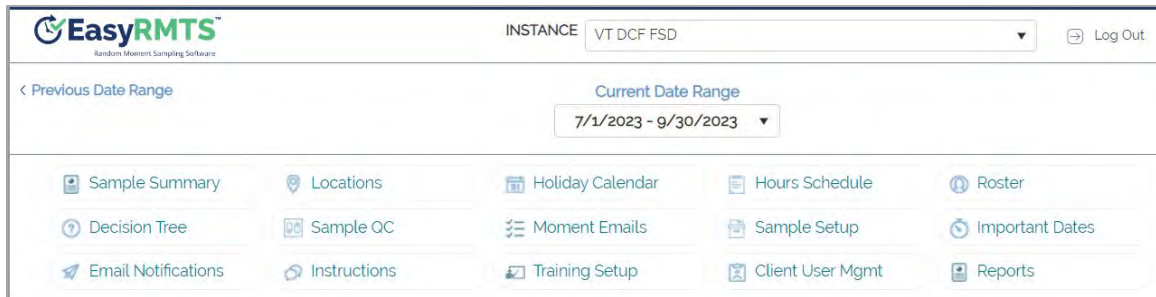 EasyRMTS™
Random Moment Sampling Software
INSTANCE VT DCF FSD ▼ Log Out
< Previous Date Range
Current Date Range
7/1/2023 - 9/30/2023 ▼
Sample Summary Locations Holiday Calendar Hours Schedule Roster
Decision Tree Sample QC Moment Emails Sample Setup Important Dates
Email Notifications Instructions Training Setup Client User Mgmt Reports